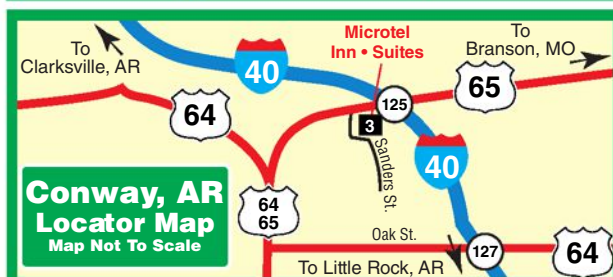 To
Clarksville, AR
40
Microtel
Inn • Suites
To
Branson, MO
64
125
65
3
Sanders St.
40
Conway, AR
Locator Map
Map Not To Scale
64
65
Oak St.
127
64
To Little Rock, AR